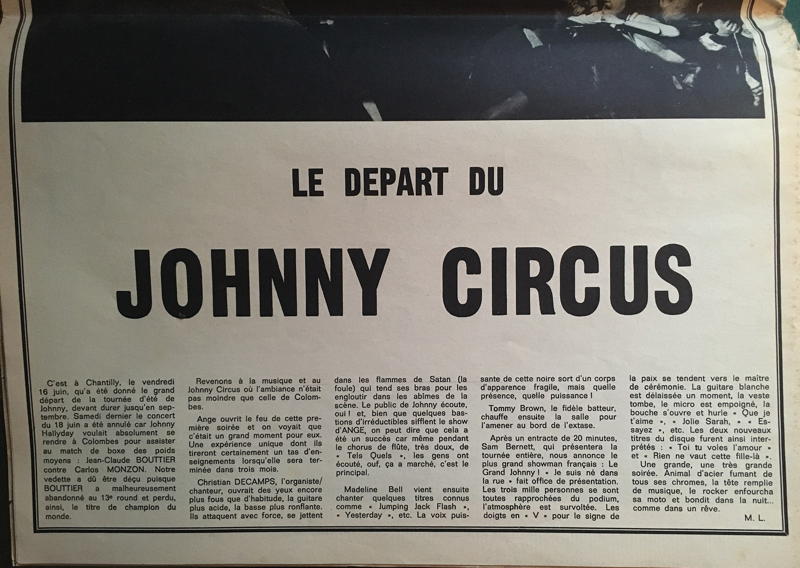 LE DEPART DU
JOHNNY CIRCUS
C'est à Chantilly, le vendredi
16 juin, qu'a été donné le grand
départ de la tournée d'été de
Johnny, devant durer jusqu'en sep-
tembre. Samedi dernier le concert
du 18 juin a été annulé car Johnny
Hallyday voulait absolument se
rendre à Colombes pour assister
au match de boxe des poids
moyens : Jean-Claude BOUTTIER
contre Carlos MONZON. Notre
vedette a dû être déçu puisque
BOUTTIER a malheureusement
abandonné au 13e round et perdu,
ainsi, le titre de champion du
monde.
Revenons à la musique et au
Johnny Circus où l'ambiance n'était
pas moindre que celle de Colom-
bes.
Ange ouvrit le feu de cette pre-
mière soirée et on voyait que
c'était un grand moment pour eux.
Une expérience unique dont ils
tireront certainement un tas d'en-
seignements lorsqu'elle sera ter-
minée dans trois mois.
Christian DECAMPS, l'organiste/
chanteur, ouvrait des yeux encore
plus fous que d'habitude, la guitare
plus acide, la basse plus ronflante.
Ils attaquent avec force, se jettent
dans les flammes de Satan (la
foule) qui tend ses bras pour les
engloutir dans les abîmes de la
scène. Le public de Johnny écoute,
oui ! et, bien que quelques bas-
tions d'irréductibles sifflent le show
d'ANGE, on peut dire que cela a
été un succès car même pendant
le chorus de flûte, très doux, de
« Tels Quels », les gens ont
écouté, ouf, ça a marché, c'est le
principal.
Madeline Bell vient ensuite
chanter quelques titres connus
comme « Jumping Jack Flash »,
« Yesterday », etc. La voix puis-
sante de cette noire sort d'un corps
d'apparence fragile, mais quelle
présence, quelle puissance !
Tommy Brown, le fidèle batteur,
chauffe ensuite la salle pour
l'amener au bord de l'extase.
Après un entracte de 20 minutes,
Sam Bernett, qui présentera la
tournée entière, nous annonce le
plus grand showman français : Le
Grand Johnny ! « Je suis né dans
la rue » fait office de présentation.
Les trois mille personnes se sont
toutes rapprochées du podium,
l'atmosphère est survoltée. Les
doigts en « V » pour le signe de
la paix se tendent vers le maître
de cérémonie. La guitare blanche
est délaissée un moment, la veste
tombe, le micro est empoigné, la
bouche s'ouvre et hurle « Que je
t'aime », « Jolie Sarah, » « Es-
sayez », etc. Les deux nouveaux
titres du disque furent ainsi inter-
prétés : « Toi tu voles l'amour »
et « Rien ne vaut cette fille-là ».
Une grande, une très grande
soirée. Animal d'acier fumant de
tous ses chromes, la tête remplie
de musique, le rocker enfourcha
sa moto et bondit dans la nuit...
comme dans un rêve.
M. L.